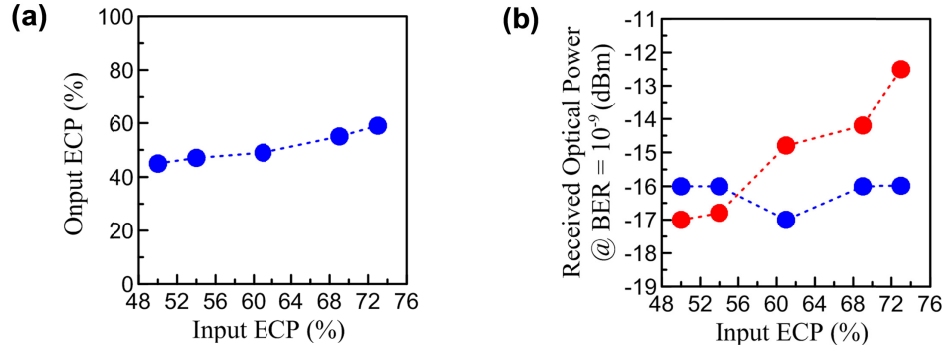 (a)
Onput ECP (%)
100
80
60
40
20
0
48 52 56 60 64 68 72 76
Input ECP (%)
(b)
Received Optical Power
@ BER = 10⁻⁹ (dBm)
-11
-12
-13
-14
-15
-16
-17
-18
-19
48 52 56 60 64 68 72 76
Input ECP (%)